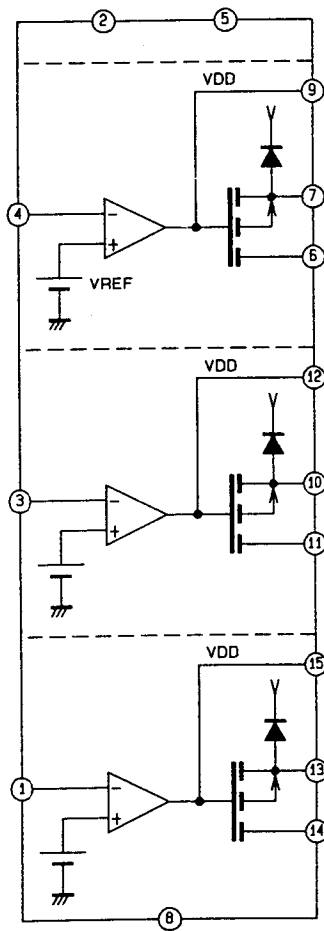 2 5
VDD 9
7
4 -
+ 6
VREF
VDD 12
10
3 -
+ 11
VDD 15
13
1 -
+ 14
8